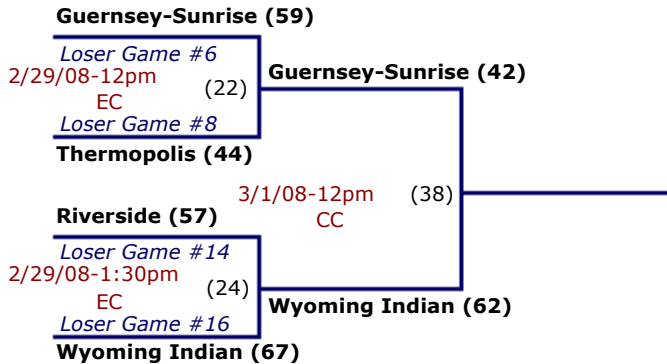 Guernsey-Sunrise (59)
Loser Game #6
2/29/08-12pm
EC
(22)
Guernsey-Sunrise (42)
Loser Game #8
Thermopolis (44)
3/1/08-12pm
CC
(38)
Riverside (57)
Loser Game #14
2/29/08-1:30pm
EC
(24)
Wyoming Indian (62)
Loser Game #16
Wyoming Indian (67)